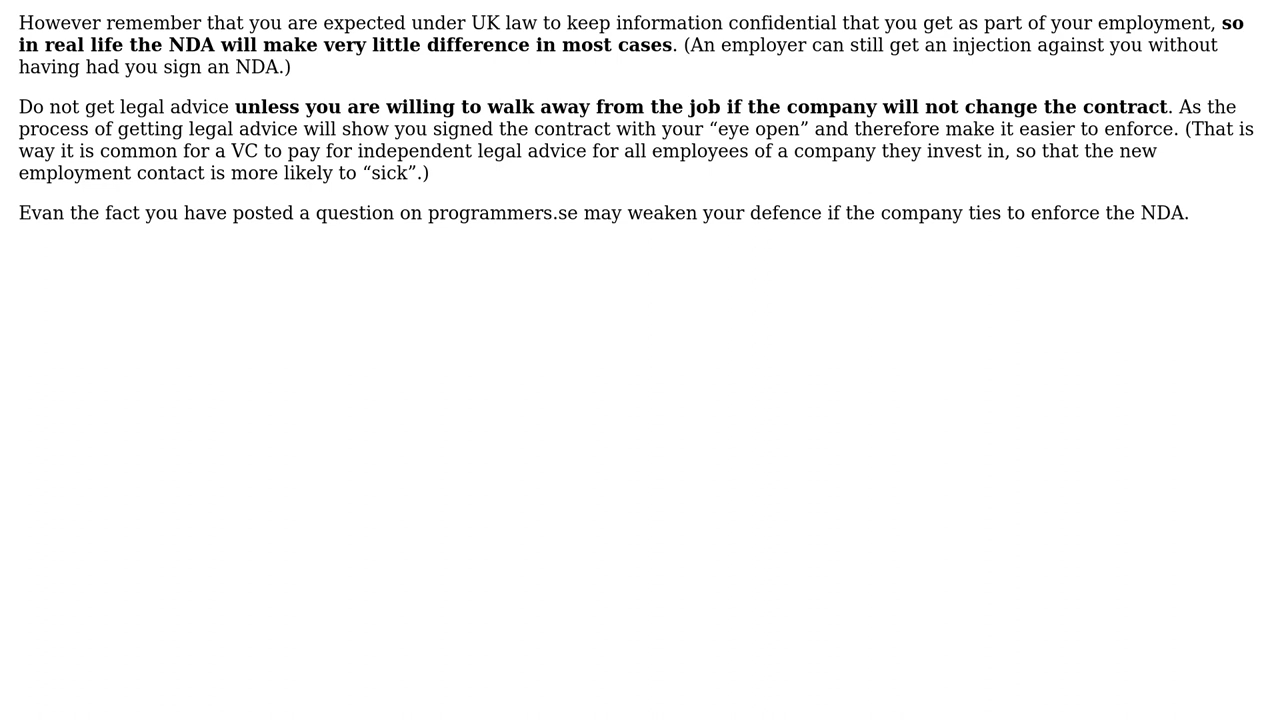 However remember that you are expected under UK law to keep information confidential that you get as part of your employment, so
in real life the NDA will make very little difference in most cases. (An employer can still get an injection against you without
having had you sign an NDA.)
Do not get legal advice unless you are willing to walk away from the job if the company will not change the contract. As the
process of getting legal advice will show you signed the contract with your “eye open” and therefore make it easier to enforce. (That is
way it is common for a VC to pay for independent legal advice for all employees of a company they invest in, so that the new
employment contact is more likely to “sick”.)
Evan the fact you have posted a question on programmers.se may weaken your defence if the company ties to enforce the NDA.